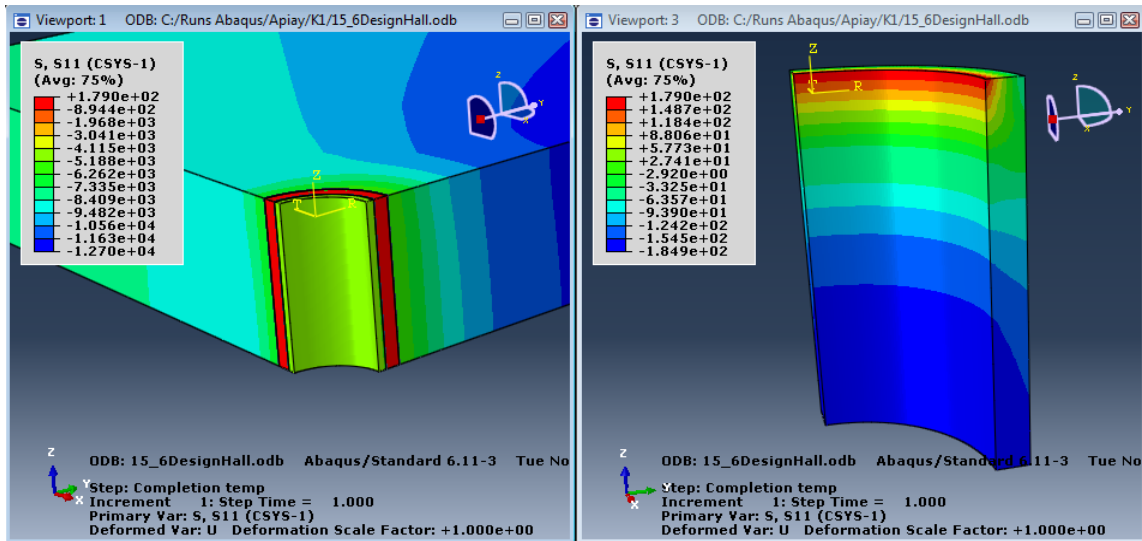 Viewport: 1 ODB: C:/Runs Abaqus/Apiay/K1/15_6DesignHall.odb
S, S11 (CSYS-1)
(Avg: 75%)
+1.790e+02
-8.944e+02
-1.968e+03
-3.041e+03
-4.115e+03
-5.188e+03
-6.262e+03
-7.335e+03
-8.409e+03
-9.482e+03
-1.056e+04
-1.163e+04
-1.270e+04
Z
Y
X
Z
T
R
Z
Y
X
ODB: 15_6DesignHall.odb Abaqus/Standard 6.11-3 Tue No
Step: Completion temp
Increment 1: Step Time = 1.000
Primary Var: S, S11 (CSYS-1)
Deformed Var: U Deformation Scale Factor: +1.000e+00
Viewport: 3 ODB: C:/Runs Abaqus/Apiay/K1/15_6DesignHall.odb
S, S11 (CSYS-1)
(Avg: 75%)
+1.790e+02
+1.487e+02
+1.184e+02
+8.806e+01
+5.773e+01
+2.741e+01
-2.920e+00
-3.325e+01
-6.357e+01
-9.390e+01
-1.242e+02
-1.545e+02
-1.849e+02
Z
T
R
Z
Y
X
Z
Y
X
ODB: 15_6DesignHall.odb Abaqus/Standard 6.11-3 Tue No
Step: Completion temp
Increment 1: Step Time = 1.000
Primary Var: S, S11 (CSYS-1)
Deformed Var: U Deformation Scale Factor: +1.000e+00